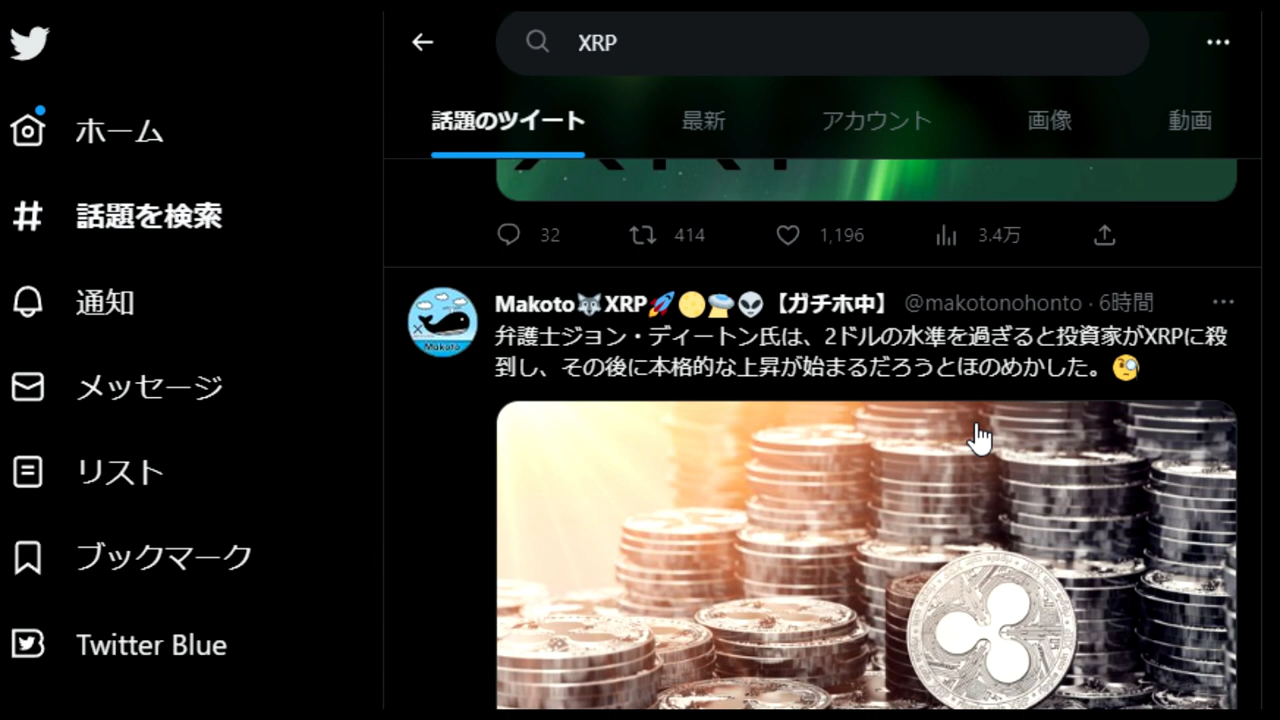 XRP
話題のツイート
最新
アカウント
画像
動画
ホーム
話題を検索
通知
メッセージ
リスト
ブックマーク
Twitter Blue
32
414
1,196
3.4万
Makoto🐺XRP🚀🌕🛸👽【ガチホ中】 @makotonohonto · 6時間
弁護士ジョン・ディートン氏は、2ドルの水準を過ぎると投資家がXRPに殺
到し、その後に本格的な上昇が始まるだろうとほのめかした。🧐
Makoto